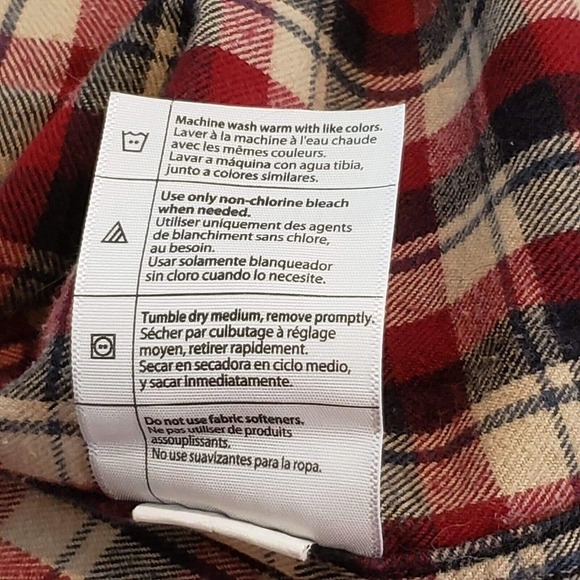 Machine wash warm with like colors.
Laver à la machine à l'eau chaude
avec les mêmes couleurs.
Lavar a máquina con agua tibia,
junto a colores similares.
Use only non-chlorine bleach
when needed.
Utiliser uniquement des agents
de blanchiment sans chlore,
au besoin.
Usar solamente blanqueador
sin cloro cuando lo necesite.
Tumble dry medium, remove promptly.
Sécher par culbutage à réglage
moyen, retirer rapidement.
Secar en secadora en ciclo medio,
y sacar inmediatamente.
Do not use fabric softeners.
Ne pas utiliser de produits
assouplissants.
No use suavizantes para la ropa.